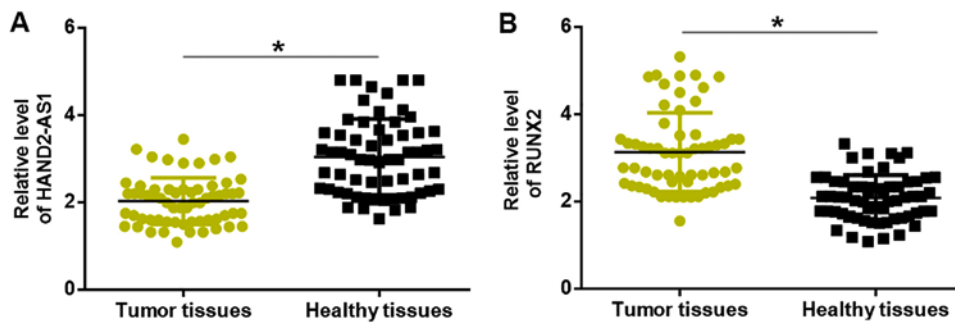 A
B
6
4
2
0
Relative level
of HAND2-AS1
*
Tumor tissues
Healthy tissues
6
4
2
0
Relative level
of RUNX2
*
Tumor tissues
Healthy tissues